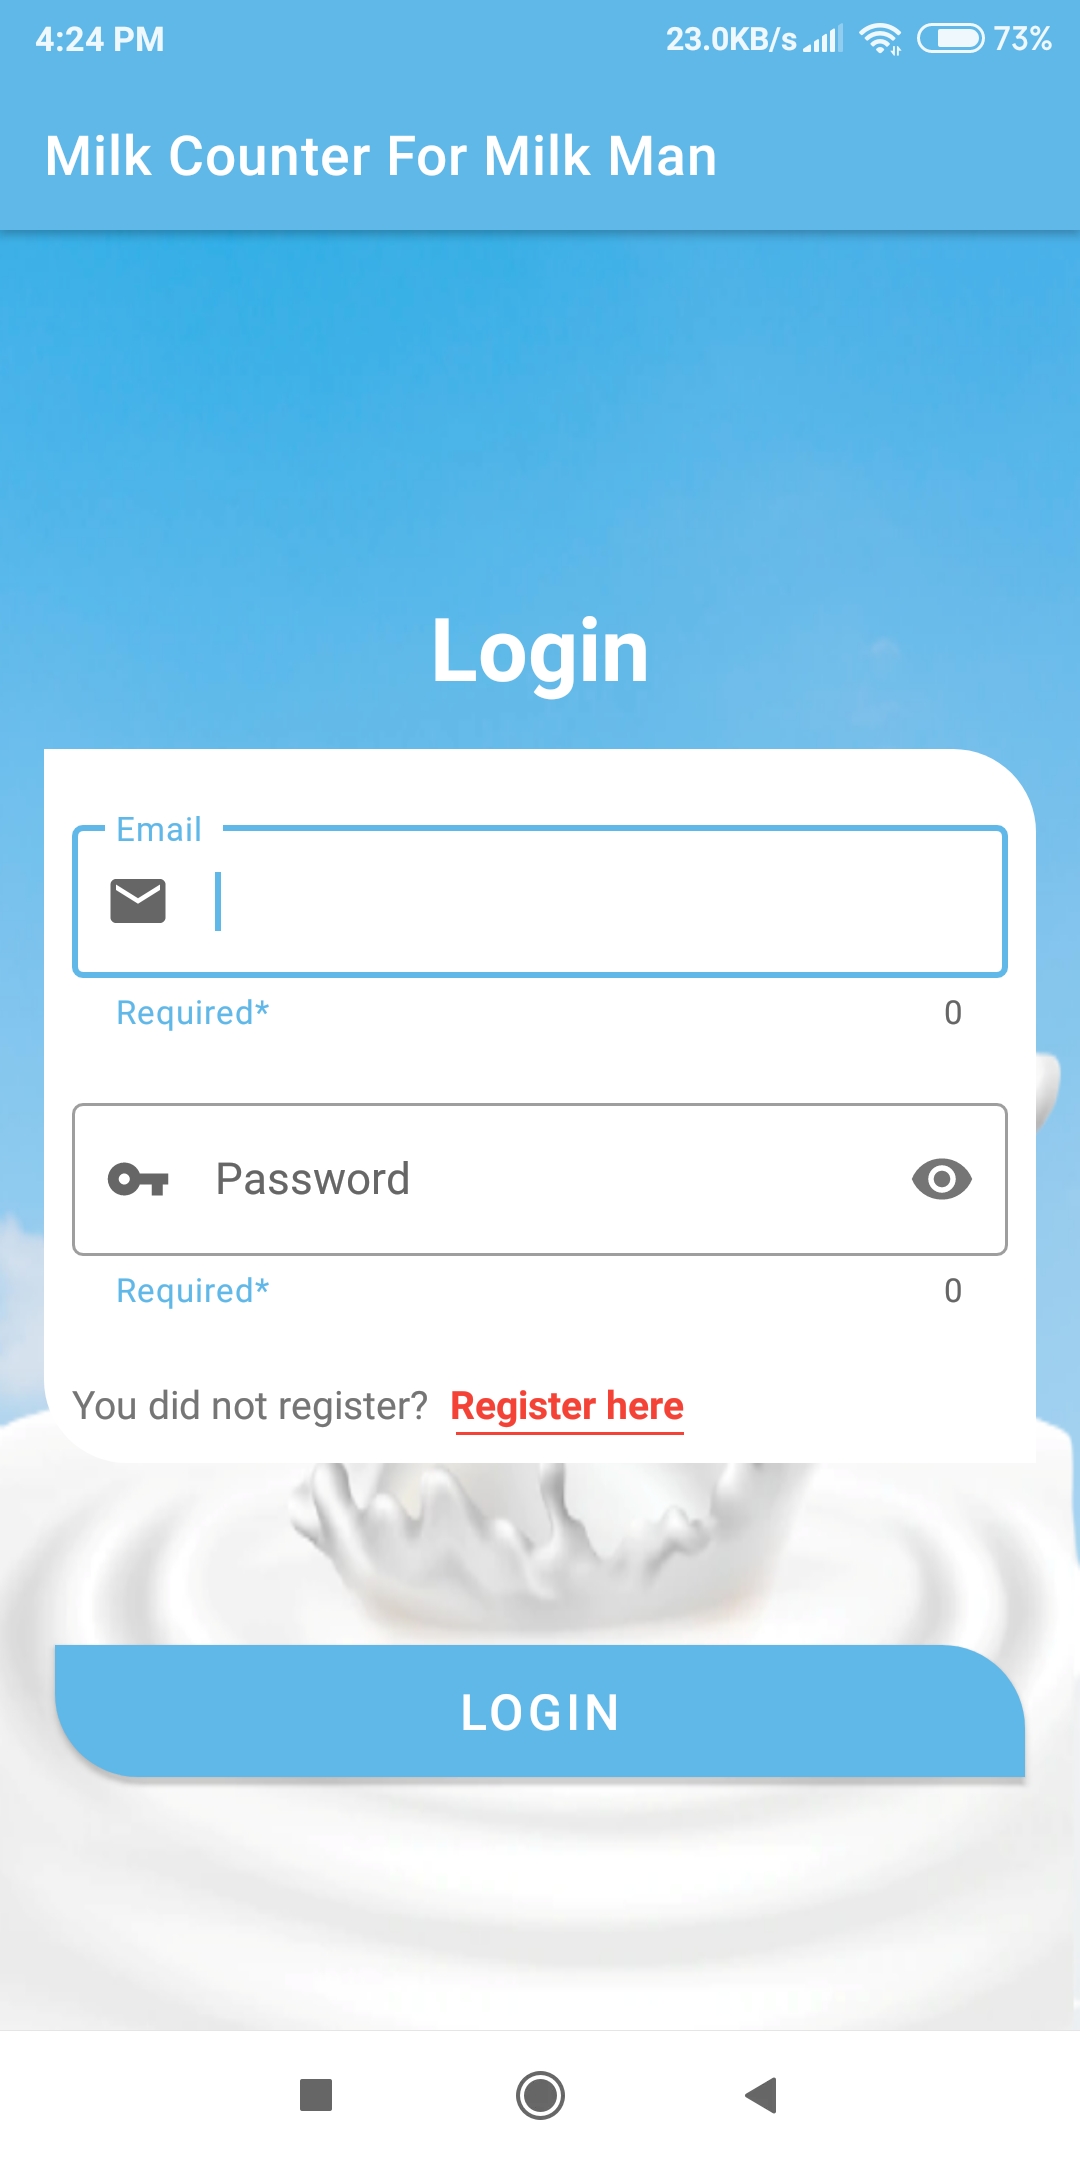 4:24 PM 23.0KB/s 73%
Milk Counter For Milk Man
Login
Email
Required* 0
Password
Required* 0
You did not register? Register here
LOGIN